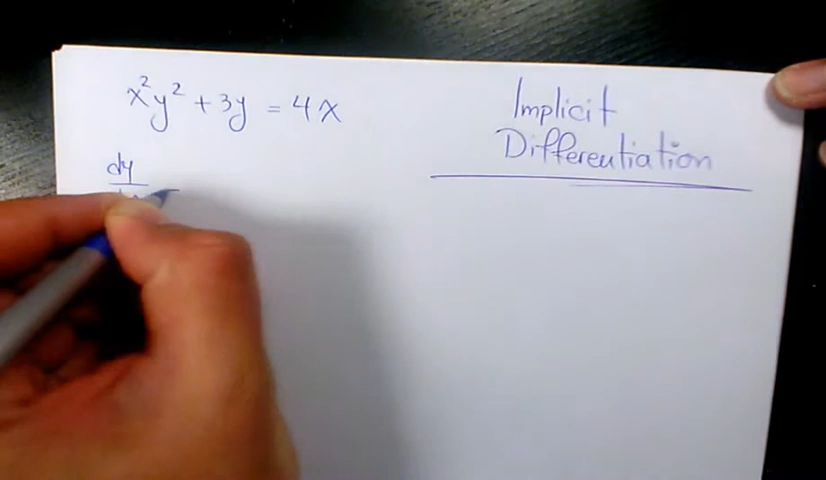 x²y² + 3y = 4x
Implicit
Differentiation
dy